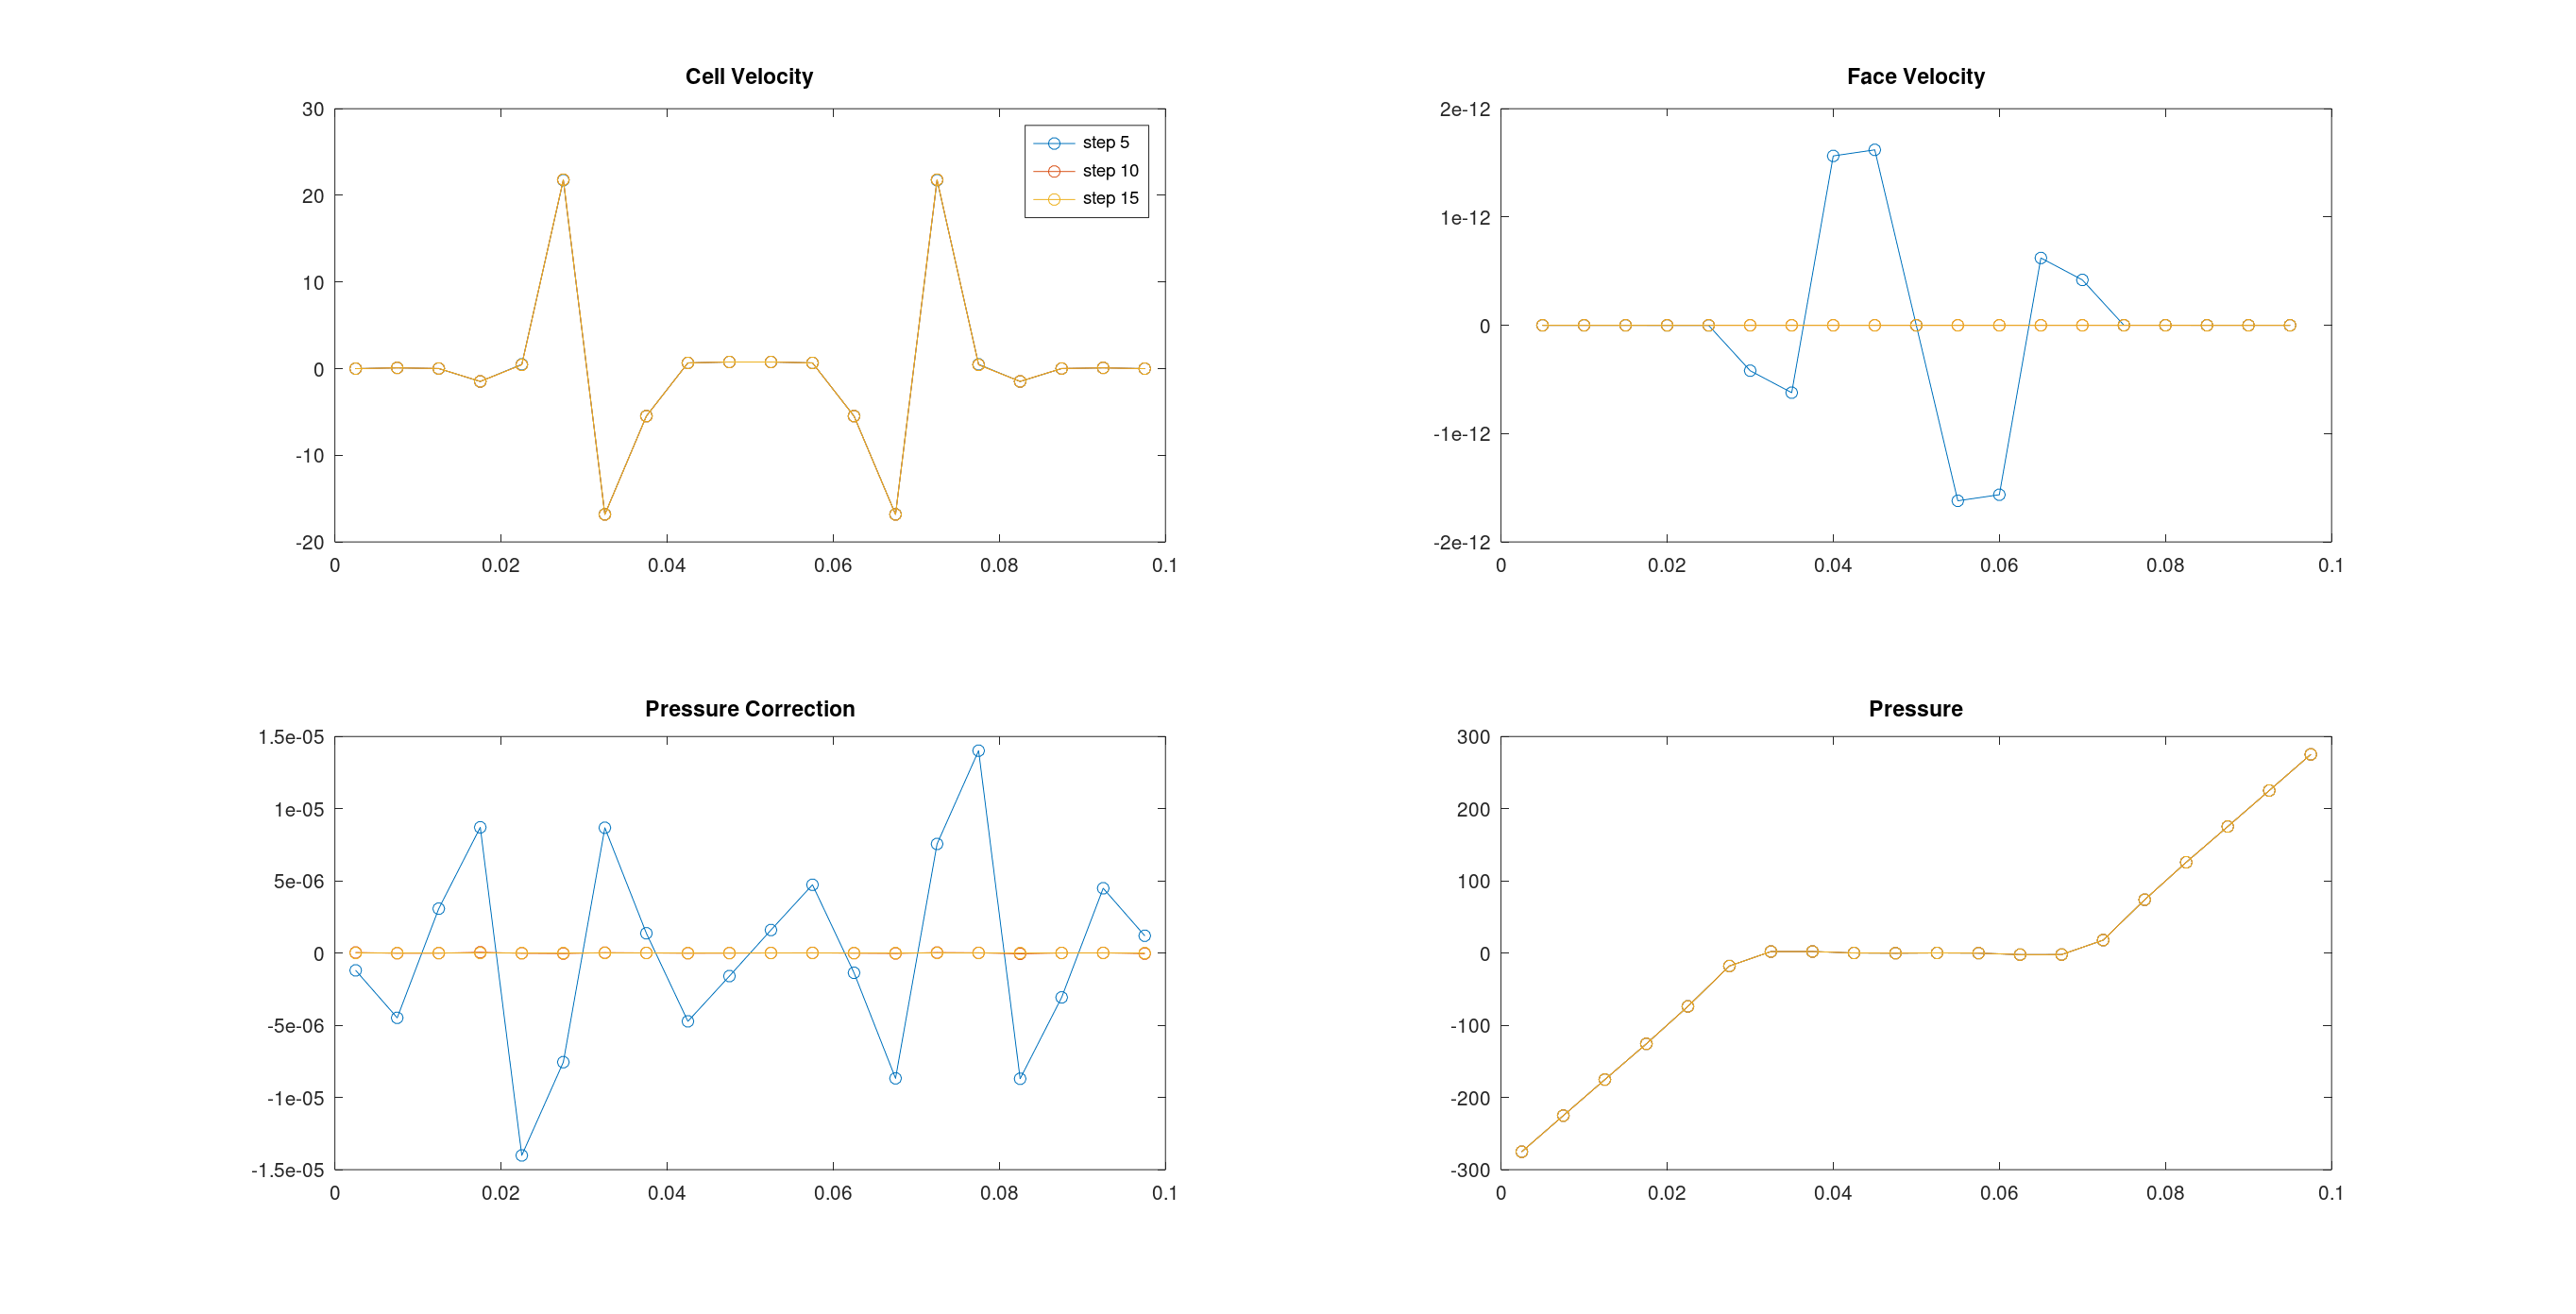 Cell Velocity
30
20
10
0
-10
-20
0 0.02 0.04 0.06 0.08 0.1
step 5
step 10
step 15
Face Velocity
2e-12
1e-12
0
-1e-12
-2e-12
0 0.02 0.04 0.06 0.08 0.1
Pressure Correction
1.5e-05
1e-05
5e-06
0
-5e-06
-1e-05
-1.5e-05
0 0.02 0.04 0.06 0.08 0.1
Pressure
300
200
100
0
-100
-200
-300
0 0.02 0.04 0.06 0.08 0.1